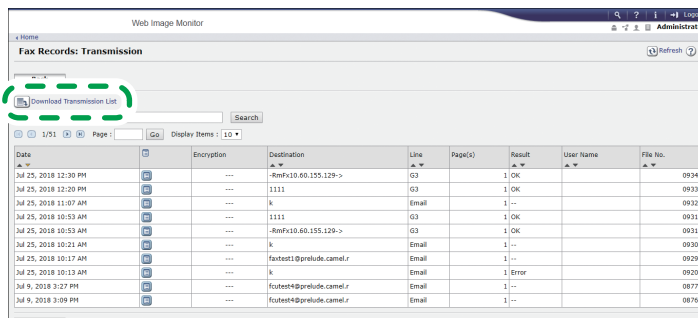 Web Image Monitor
? i Logo
Administrat
Home
Fax Records: Transmission
Refresh ?
Download Transmission List
Search
1/51 Page : Go Display Items : 10
Date Encryption Destination Line Page(s) Result User Name File No.
Jul 25, 2018 12:30 PM --- -RmFx10.60.155.129-> G3 1 OK 0934
Jul 25, 2018 12:20 PM --- 1111 G3 1 OK 0933
Jul 25, 2018 11:07 AM --- k Email 1 -- 0932
Jul 25, 2018 10:53 AM --- 1111 G3 1 OK 0931
Jul 25, 2018 10:53 AM --- -RmFx10.60.155.129-> G3 1 OK 0931
Jul 25, 2018 10:21 AM --- k Email 1 -- 0930
Jul 25, 2018 10:17 AM --- faxtest1@prelude.camel.r Email 1 -- 0929
Jul 25, 2018 10:13 AM --- k Email 1 Error 0920
Jul 9, 2018 3:27 PM --- fcutest4@prelude.camel.r Email 1 -- 0877
Jul 9, 2018 3:09 PM --- fcutest4@prelude.camel.r Email 1 -- 0876